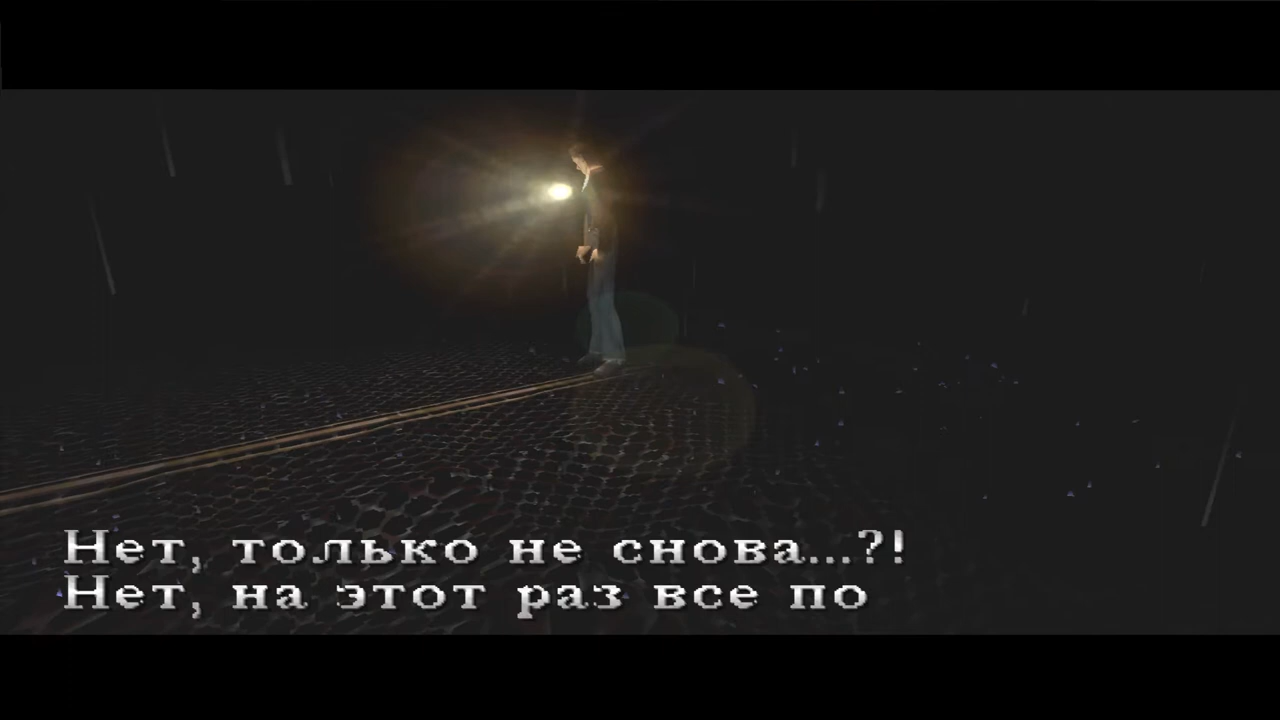 Нет, только не снова...?!
Нет, на этот раз все по